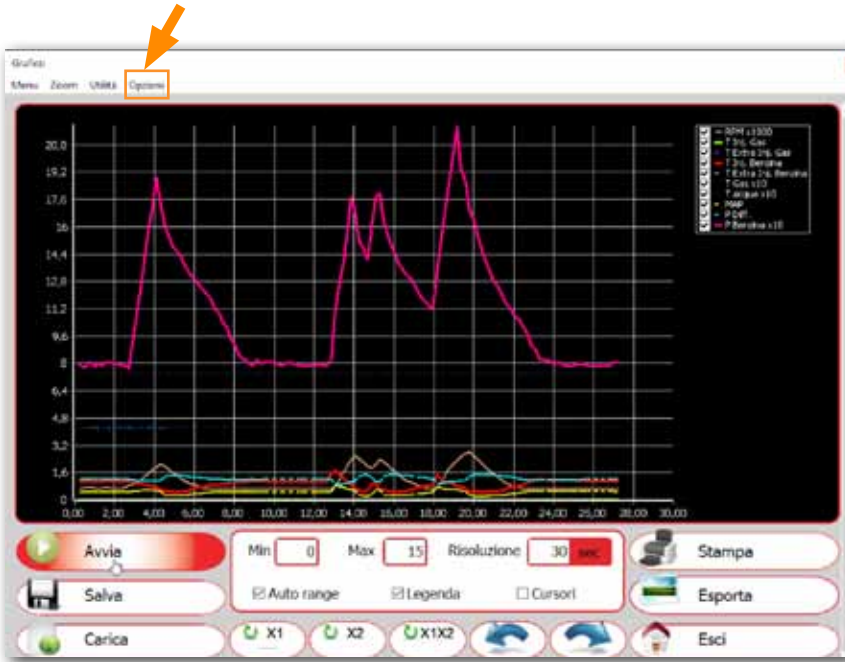 Grafico
Menu Zoom Utilità Opzioni
20,8
19,2
17,6
16
14,4
12,8
11,2
9,6
8
6,4
4,8
3,2
1,6
0
0,00 2,00 4,00 6,00 8,00 10,00 12,00 14,00 16,00 18,00 20,00 22,00 24,00 26,00 28,00 30,00
RPM x1000
T Inj. Gas
T Extra Inj. Gas
T Inj. Benzina
T Extra Inj. Benzina
T Gas x10
T acqua x10
MAP
P Diff.
P Benzina x10
Avvia
Min 0 Max 15 Risoluzione 30 sec
Stampa
Salva
Auto range Legenda Cursori
Esporta
Carica
X1 X2 X1X2
Esci